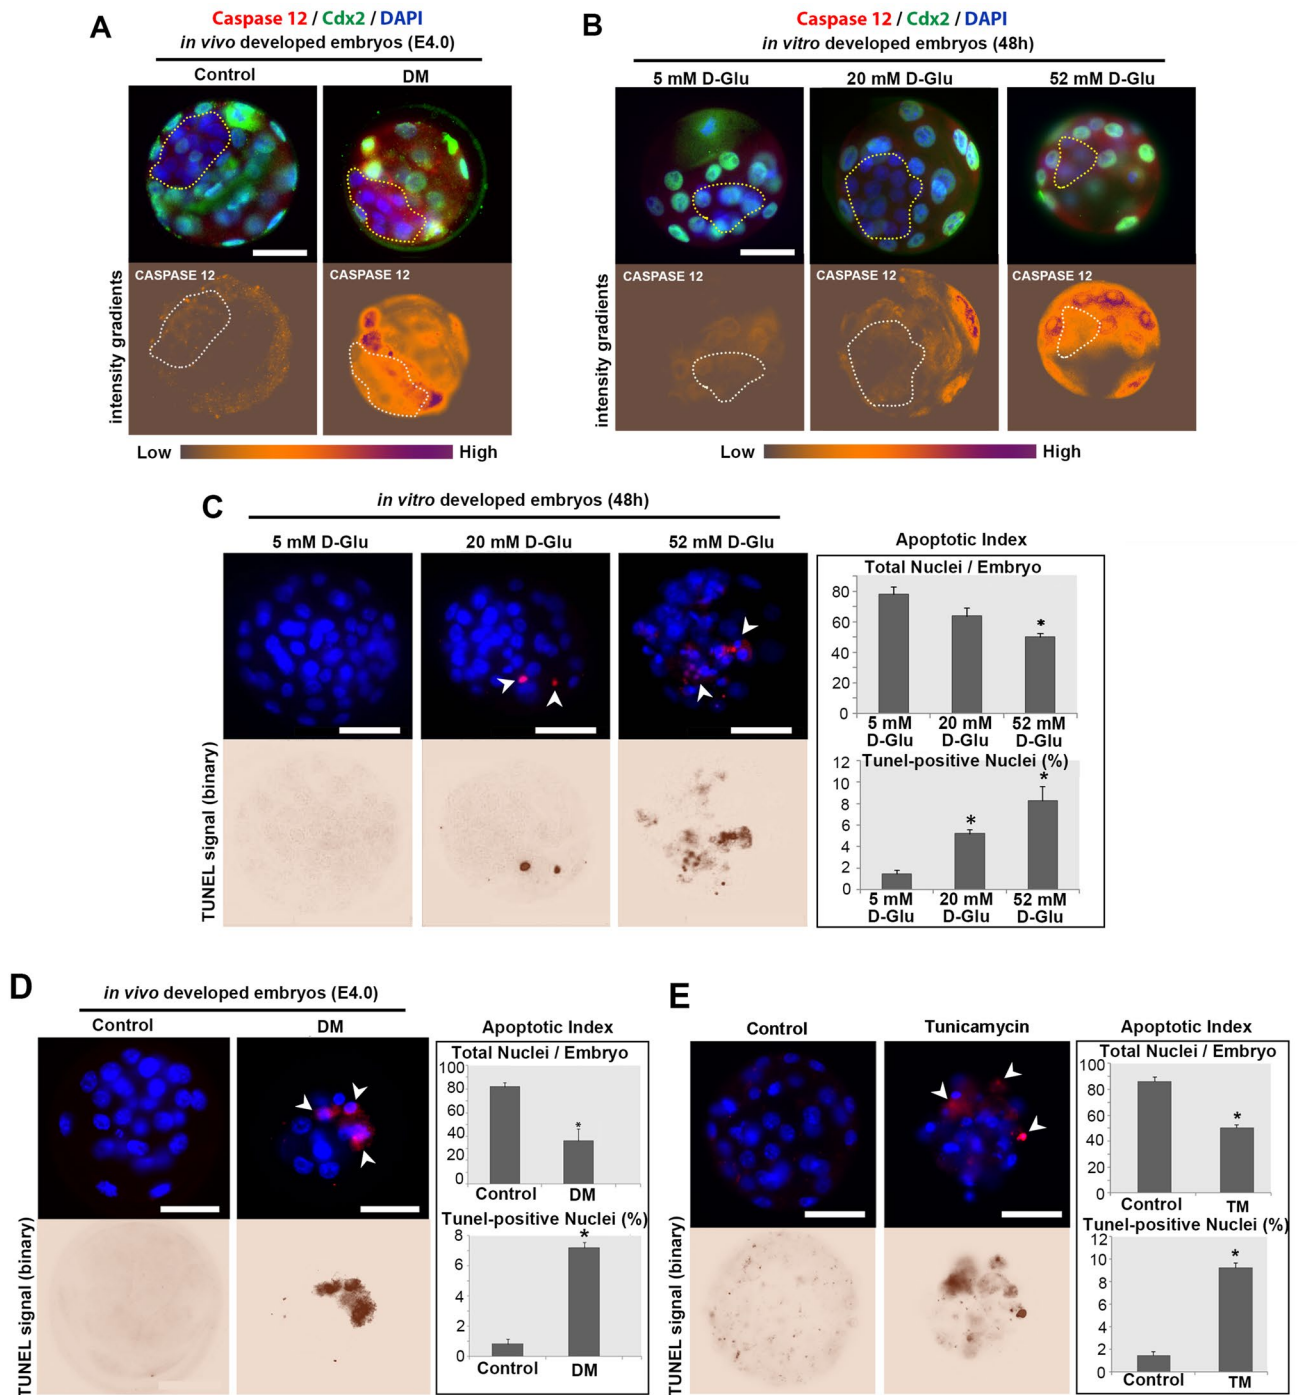 A
Caspase 12 / Cdx2 / DAPI
in vivo developed embryos (E4.0)
Control
DM
CASPASE 12
CASPASE 12
intensity gradients
Low
High
B
Caspase 12 / Cdx2 / DAPI
in vitro developed embryos (48h)
5 mM D-Glu
20 mM D-Glu
52 mM D-Glu
CASPASE 12
CASPASE 12
CASPASE 12
intensity gradients
Low
High
C
in vitro developed embryos (48h)
5 mM D-Glu
20 mM D-Glu
52 mM D-Glu
TUNEL signal (binary)
Apoptotic Index
Total Nuclei / Embryo
80
60
40
20
0
*
5 mM
D-Glu
20 mM
D-Glu
52 mM
D-Glu
Tunel-positive Nuclei (%)
12
10
8
6
4
2
0
*
*
5 mM
D-Glu
20 mM
D-Glu
52 mM
D-Glu
D
in vivo developed embryos (E4.0)
Control
DM
TUNEL signal (binary)
Apoptotic Index
Total Nuclei / Embryo
100
80
60
40
20
0
*
Control
DM
Tunel-positive Nuclei (%)
8
6
4
2
0
*
Control
DM
E
Control
Tunicamycin
TUNEL signal (binary)
Apoptotic Index
Total Nuclei / Embryo
100
80
60
40
20
0
*
Control
TM
Tunel-positive Nuclei (%)
12
10
8
6
4
2
0
*
Control
TM